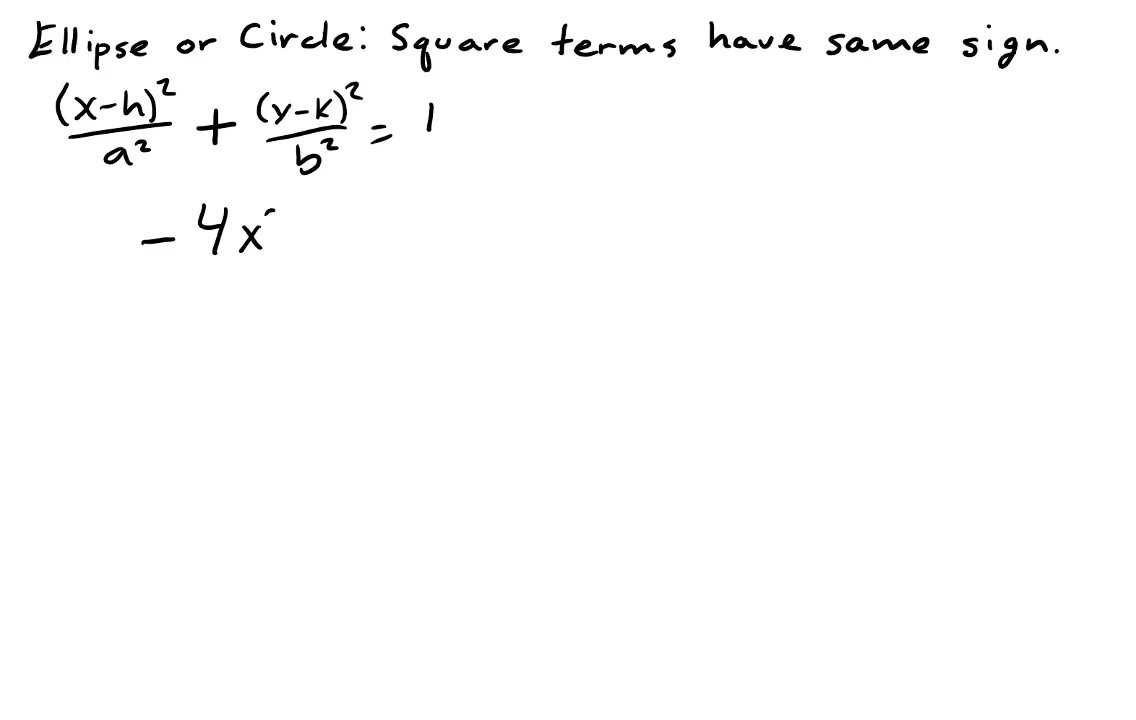 Ellipse or Circle: Square terms have same sign.
(x-h)²/a² + (y-k)²/b² = 1
- 4x